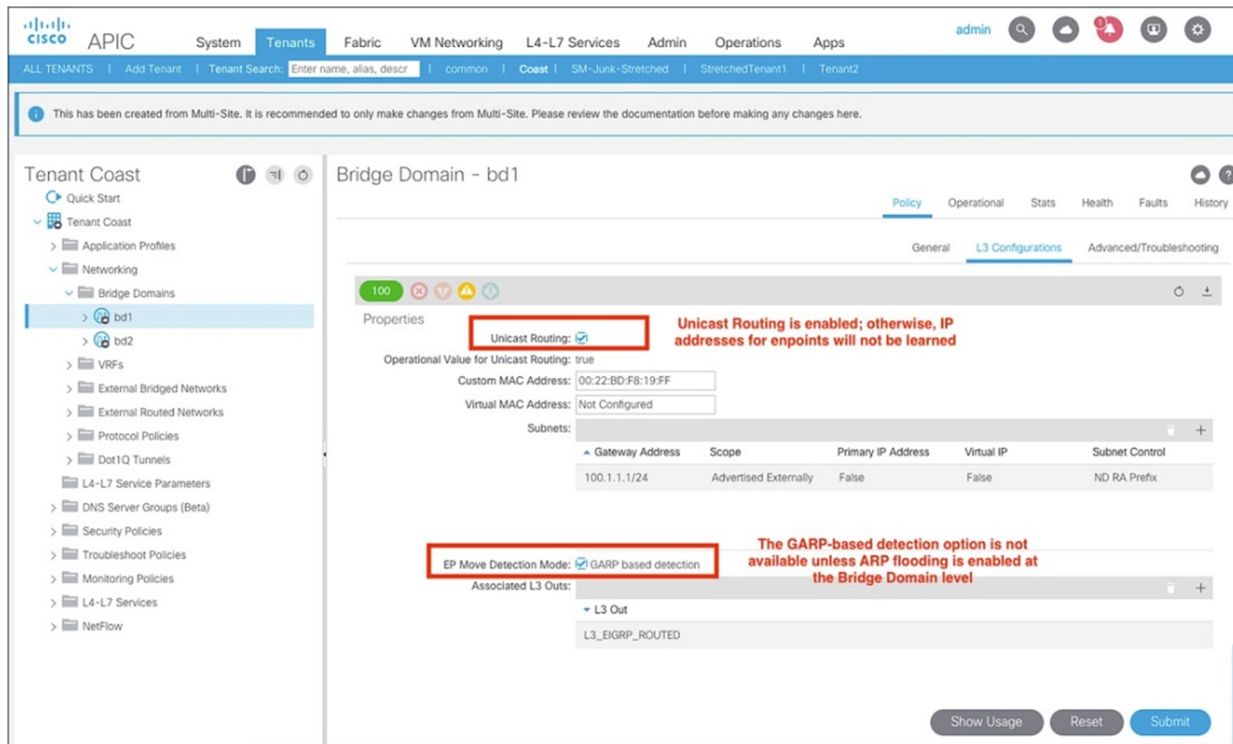 CISCO APIC
System Tenants Fabric VM Networking L4-L7 Services Admin Operations Apps
admin
1
ALL TENANTS | Add Tenant | Tenant Search: Enter name, alias, descr | common | Coast | SM-Junk-Stretched | StretchedTenant1 | Tenant2
This has been created from Multi-Site. It is recommended to only make changes from Multi-Site. Please review the documentation before making any changes here.
Tenant Coast
Quick Start
Tenant Coast
Application Profiles
Networking
Bridge Domains
bd1
bd2
VRFs
External Bridged Networks
External Routed Networks
Protocol Policies
Dot1Q Tunnels
L4-L7 Service Parameters
DNS Server Groups (Beta)
Security Policies
Troubleshoot Policies
Monitoring Policies
L4-L7 Services
NetFlow
Bridge Domain - bd1
?
Policy Operational Stats Health Faults History
General L3 Configurations Advanced/Troubleshooting
100
Properties
Unicast Routing:
Unicast Routing is enabled; otherwise, IP
addresses for enpoints will not be learned
Operational Value for Unicast Routing: true
Custom MAC Address: 00:22:BD:F8:19:FF
Virtual MAC Address: Not Configured
Subnets:
Gateway Address Scope Primary IP Address Virtual IP Subnet Control
100.1.1.1/24 Advertised Externally False False ND RA Prefix
EP Move Detection Mode: GARP based detection
The GARP-based detection option is not
available unless ARP flooding is enabled at
the Bridge Domain level
Associated L3 Outs:
L3 Out
L3_EIGRP_ROUTED
Show Usage Reset Submit